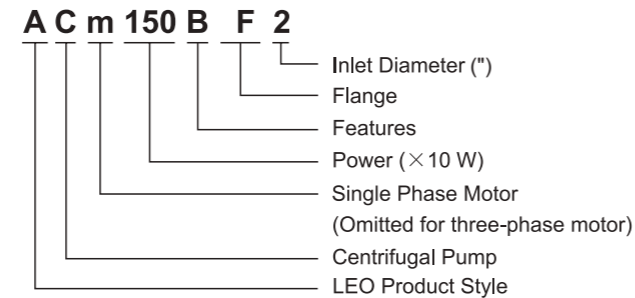 A C m 150 B F 2
Inlet Diameter (")
Flange
Features
Power (×10 W)
Single Phase Motor
(Omitted for three-phase motor)
Centrifugal Pump
LEO Product Style